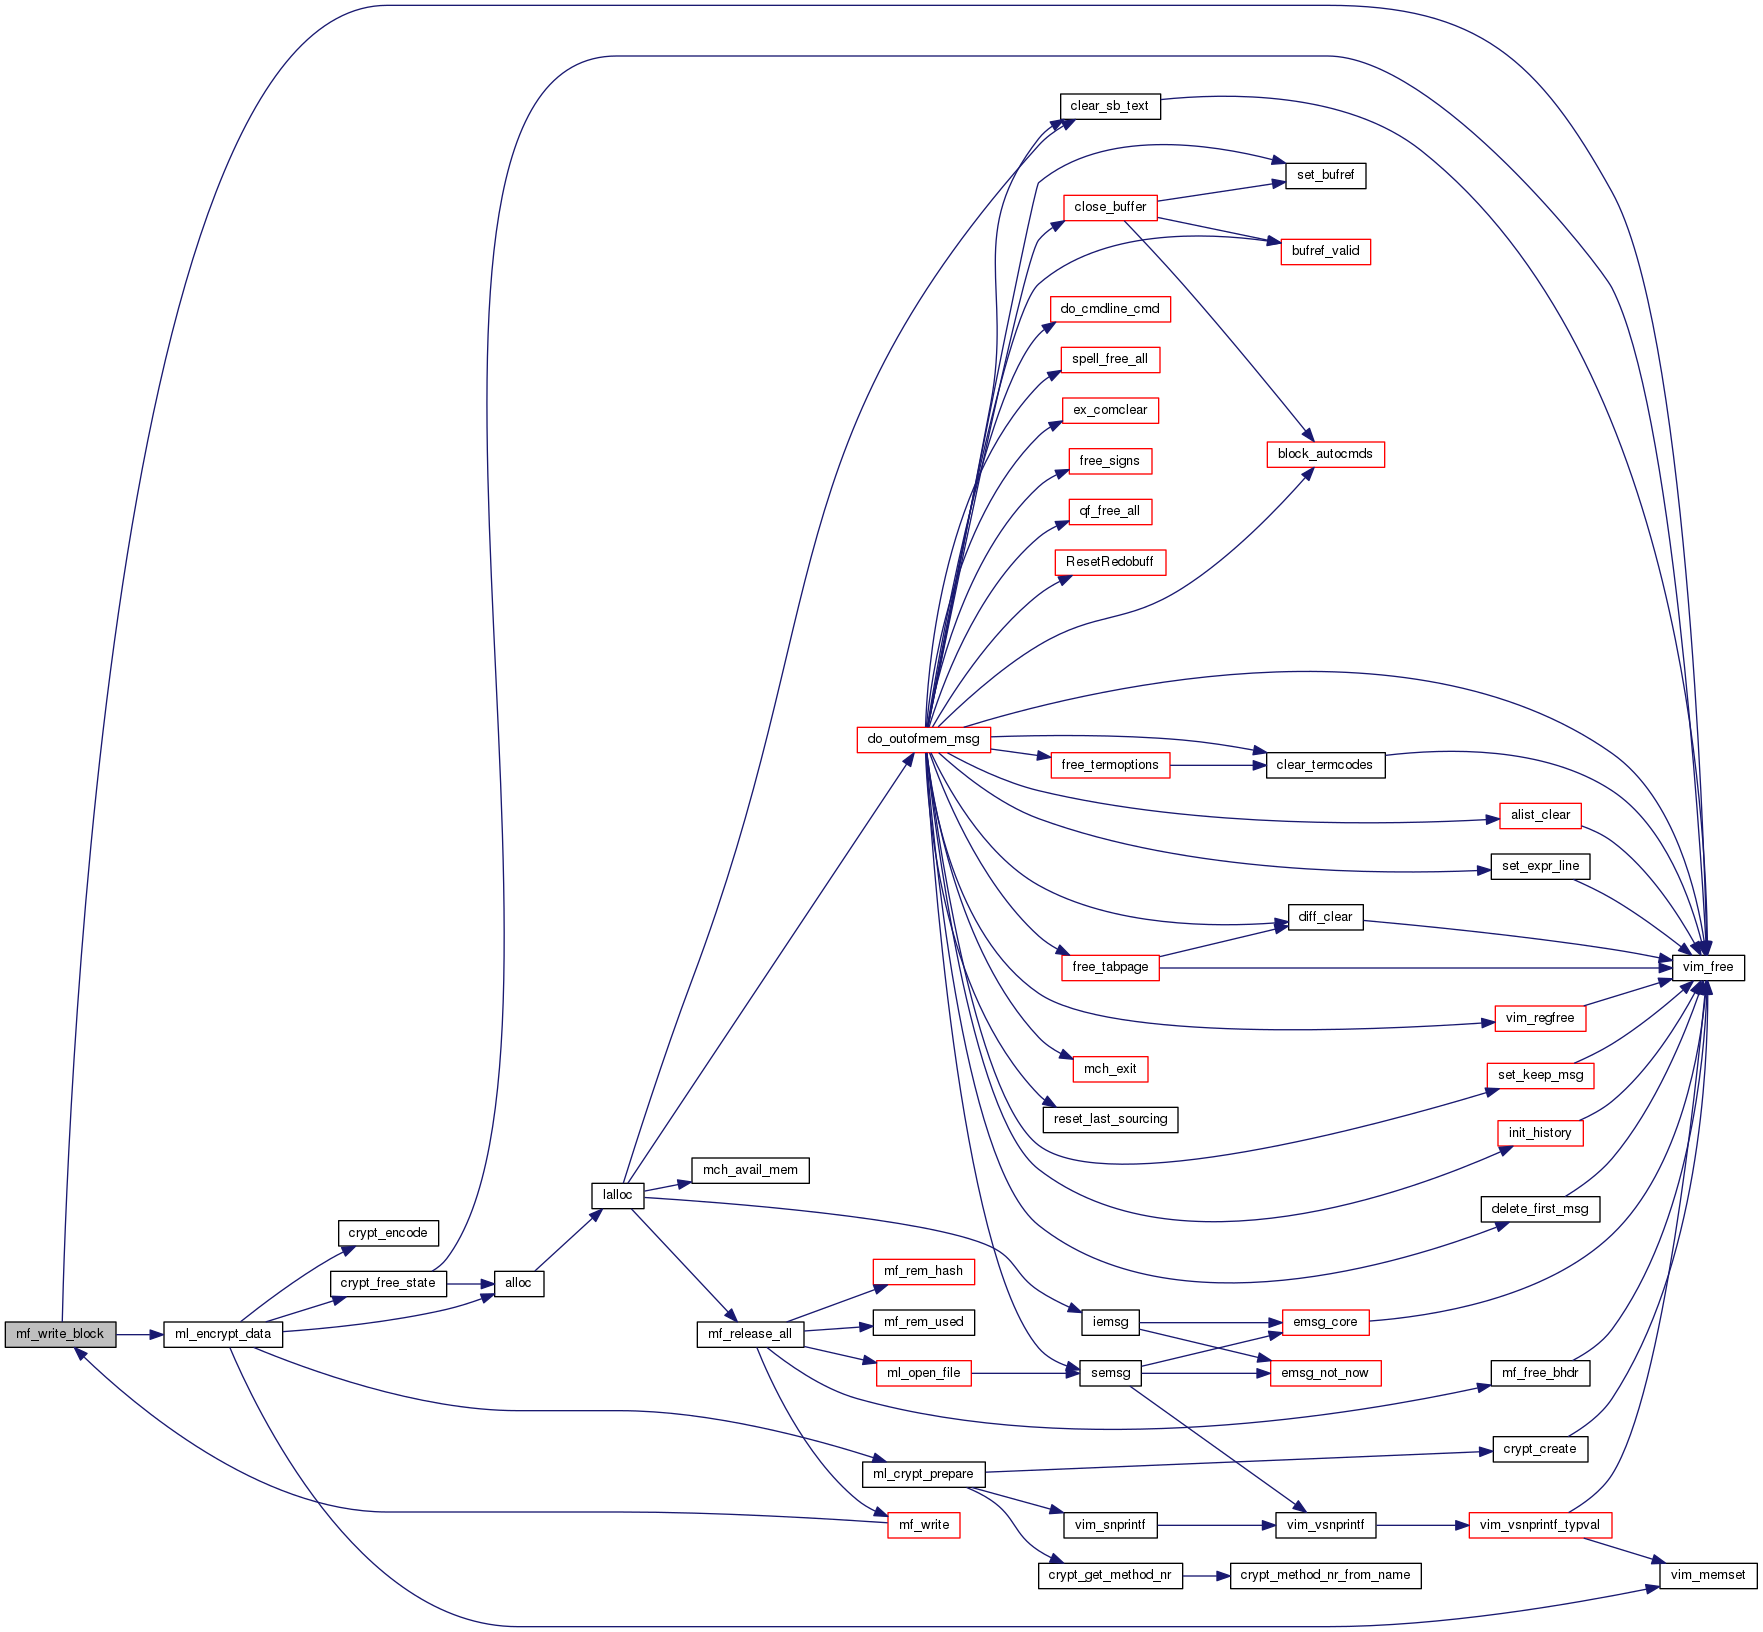 clear_sb_text
set_bufref
close_buffer
bufref_valid
do_cmdline_cmd
spell_free_all
ex_comclear
block_autocmds
free_signs
qf_free_all
ResetRedobuff
do_outofmem_msg
free_termoptions
clear_termcodes
alist_clear
set_expr_line
diff_clear
free_tabpage
vim_free
vim_regfree
mch_exit
set_keep_msg
reset_last_sourcing
init_history
mch_avail_mem
lalloc
delete_first_msg
crypt_encode
mf_rem_hash
crypt_free_state
alloc
mf_rem_used
iemsg
emsg_core
mf_write_block
ml_encrypt_data
mf_release_all
ml_open_file
semsg
emsg_not_now
mf_free_bhdr
crypt_create
ml_crypt_prepare
mf_write
vim_snprintf
vim_vsnprintf
vim_vsnprintf_typval
crypt_get_method_nr
crypt_method_nr_from_name
vim_memset